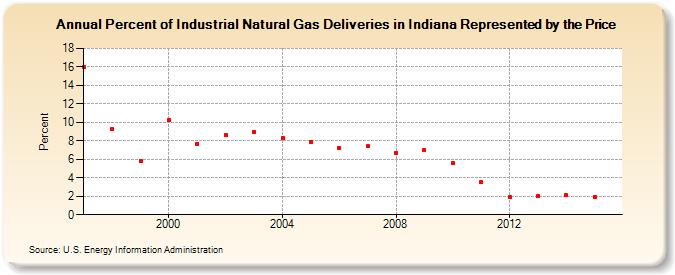 Annual Percent of Industrial Natural Gas Deliveries in Indiana Represented by the Price
Percent
18
16
14
12
10
8
6
4
2
0
2000 2004 2008 2012
Source: U.S. Energy Information Administration